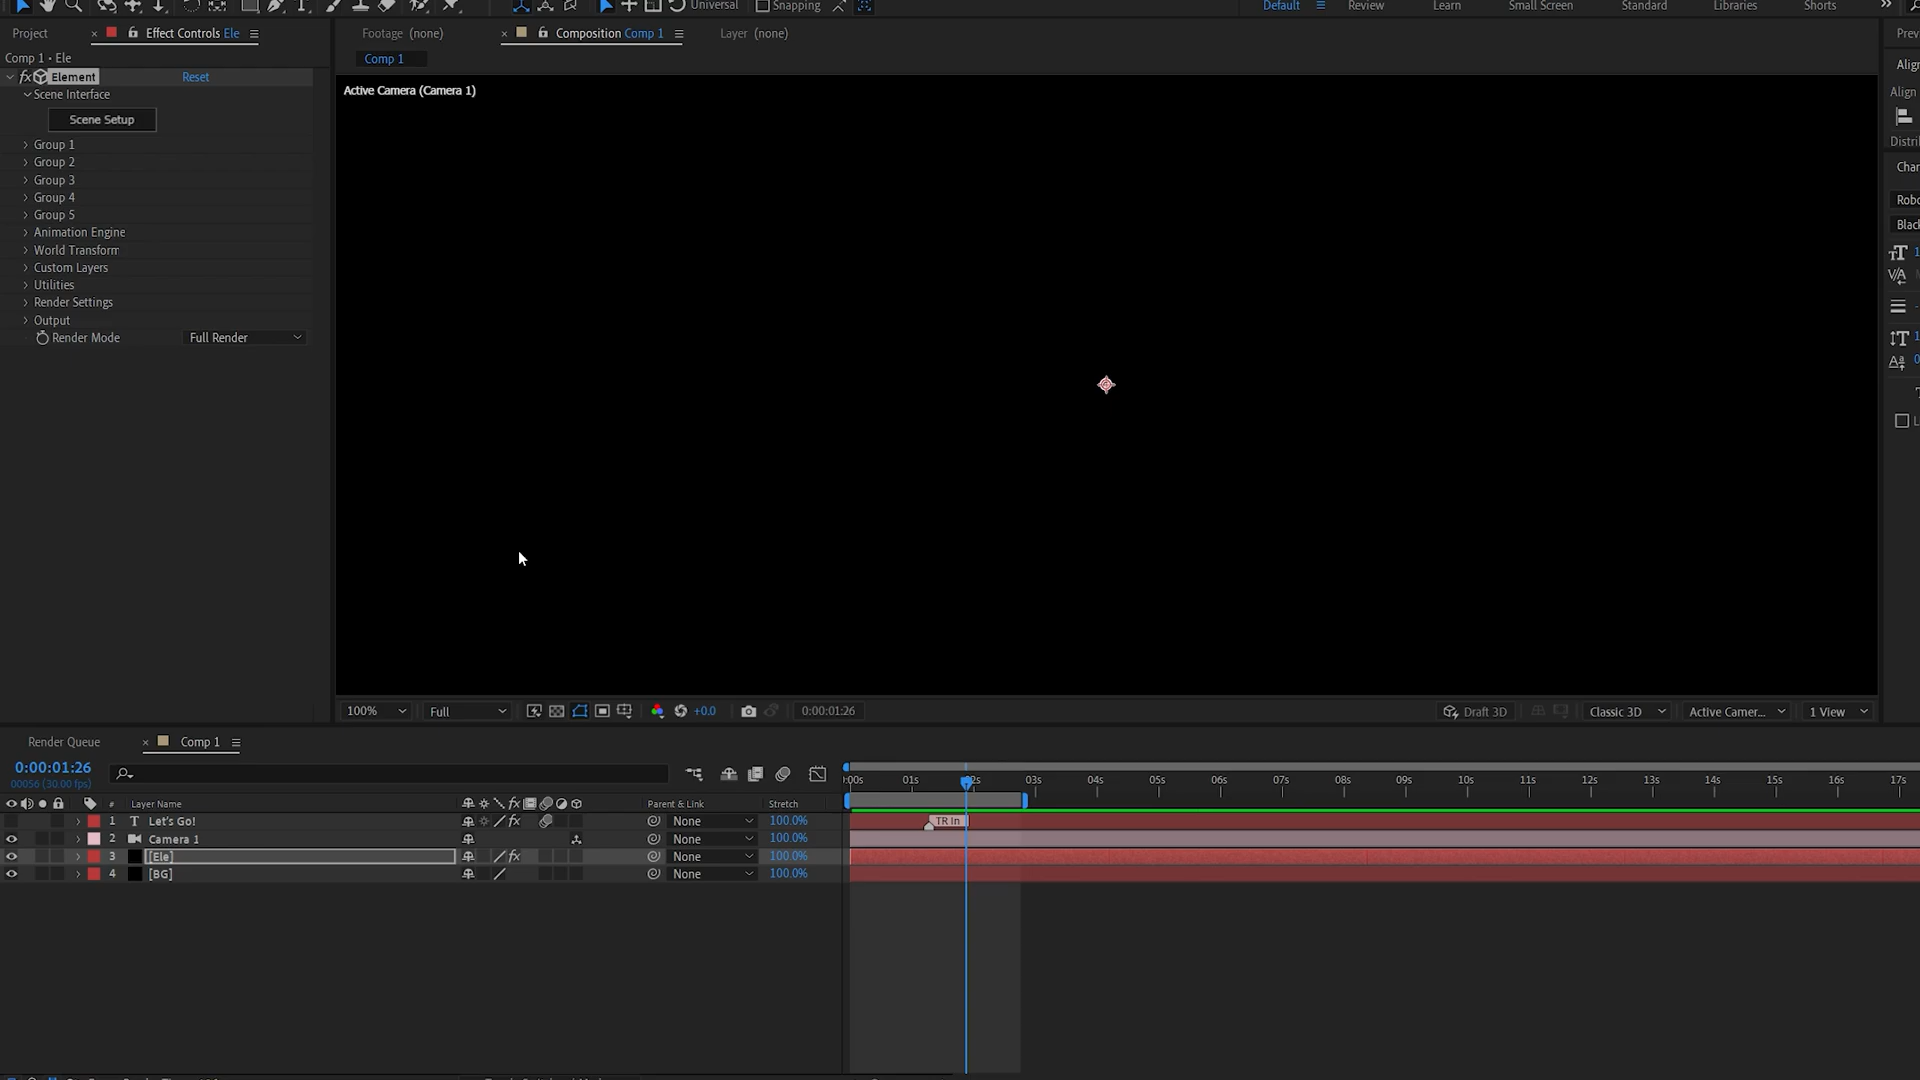 Universal
Snapping
Default
Review
Learn
Small Screen
Standard
Libraries
Shorts
Project
Effect Controls Ele
Footage (none)
Composition Comp 1
Layer (none)
Comp 1 • Ele
Comp 1
fx Element
Reset
Active Camera (Camera 1)
Scene Interface
Scene Setup
Align
Group 1
Group 2
Group 3
Group 4
Group 5
Animation Engine
World Transform
Custom Layers
Utilities
Render Settings
Output
Render Mode
Full Render
100%
Full
+0.0
0:00:01:26
Draft 3D
Classic 3D
Active Camer...
1 View
Render Queue
Comp 1
0:00:01:26
00056 (30.00 fps)
01s 02s 03s 04s 05s 06s 07s 08s 09s 10s 11s 12s 13s 14s 15s 16s 17s
# Layer Name
fx
Parent & Link
Stretch
1 T Let's Go! fx None 100.0% TR In
2 Camera 1 None 100.0%
3 [Ele] fx None 100.0%
4 [BG] None 100.0%